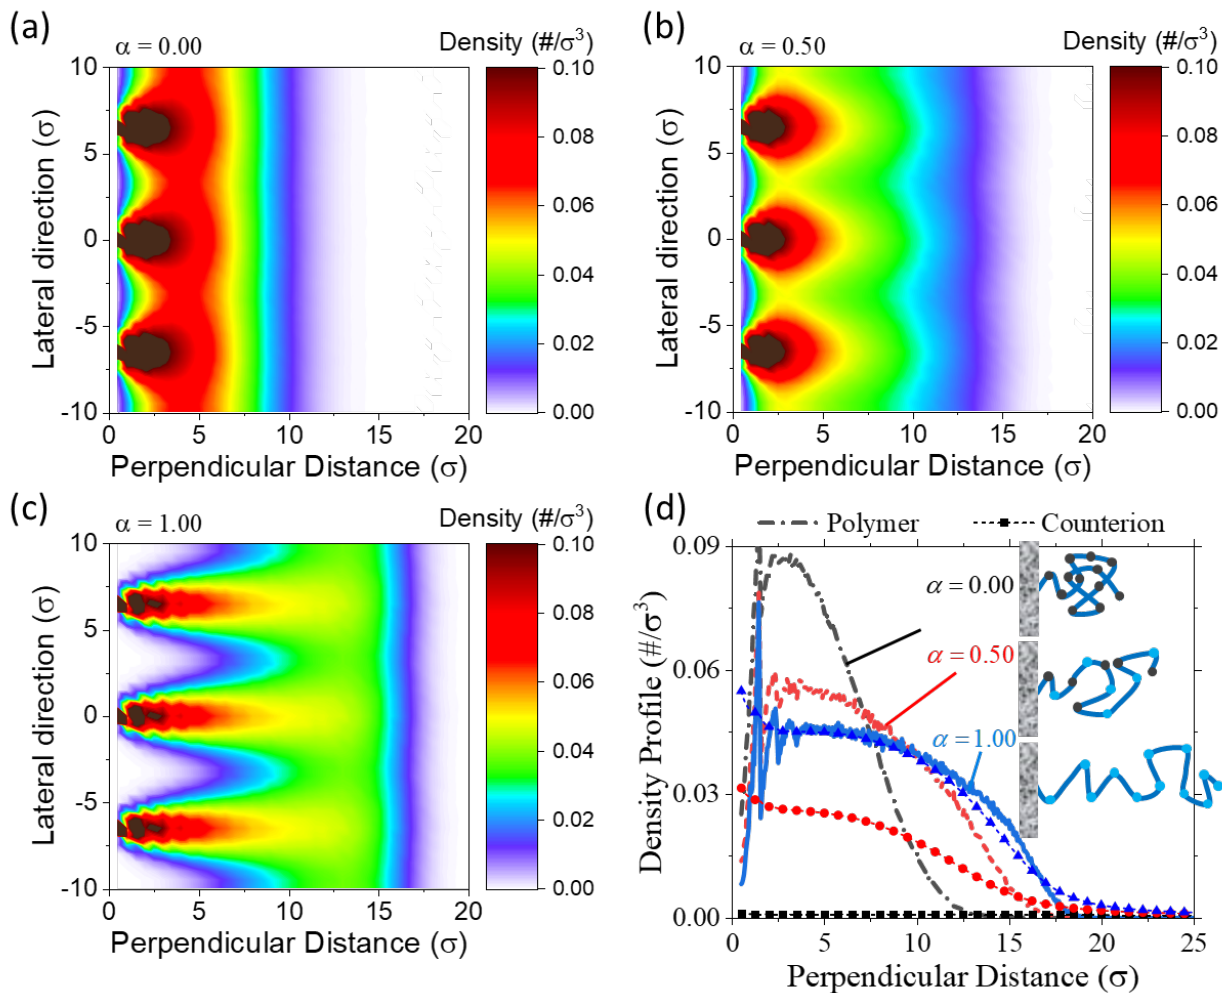 (a)
α = 0.00
Density (#/σ³)
10
5
0
-5
-10
Lateral direction (σ)
0
5
10
15
20
Perpendicular Distance (σ)
0.10
0.08
0.06
0.04
0.02
0.00
(b)
α = 0.50
Density (#/σ³)
10
5
0
-5
-10
Lateral direction (σ)
0
5
10
15
20
Perpendicular Distance (σ)
0.10
0.08
0.06
0.04
0.02
0.00
(c)
α = 1.00
Density (#/σ³)
10
5
0
-5
-10
Lateral direction (σ)
0
5
10
15
20
Perpendicular Distance (σ)
0.10
0.08
0.06
0.04
0.02
0.00
(d)
Polymer
Counterion
0.09
0.06
0.03
0.00
Density Profile (#/σ³)
α = 0.00
α = 0.50
α = 1.00
0
5
10
15
20
25
Perpendicular Distance (σ)